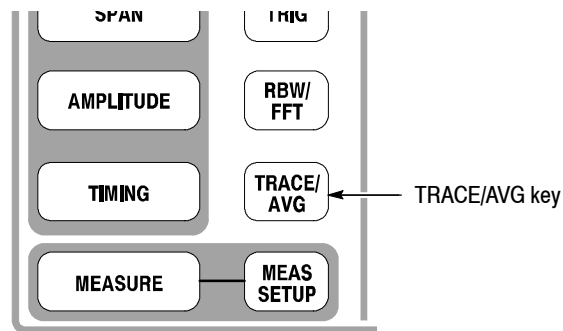 SPAN
TRIG
AMPLITUDE
RBW/
FFT
TIMING
TRACE/
AVG
TRACE/AVG key
MEASURE
MEAS
SETUP